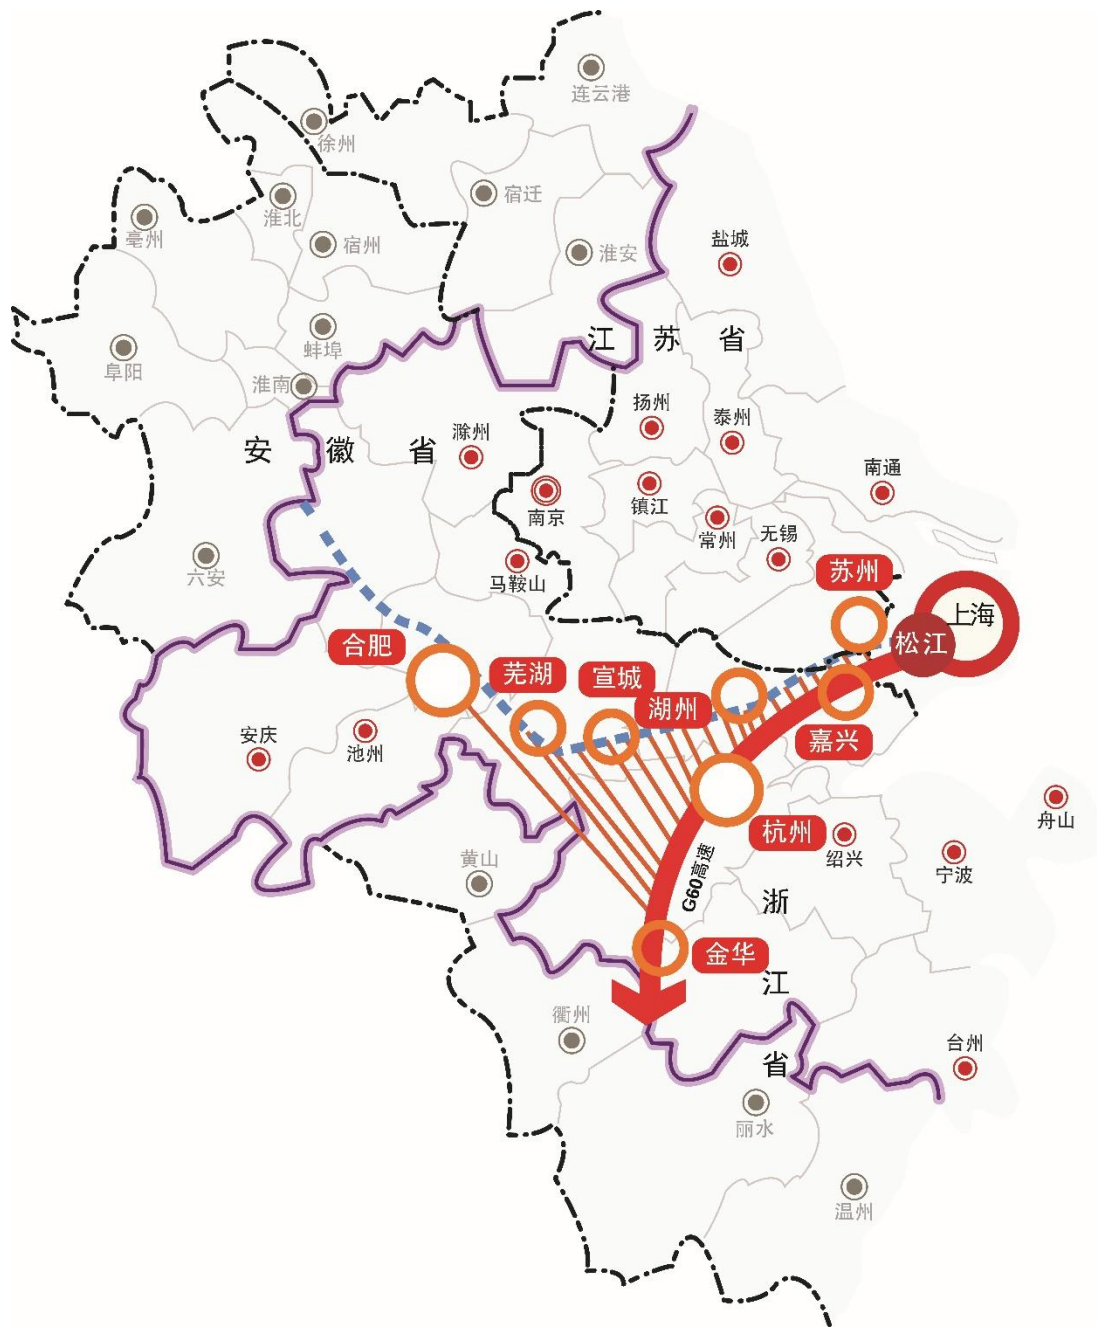 连云港
徐州
宿迁
淮北
亳州
宿州
盐城
淮安
江苏省
蚌埠
阜阳
淮南
扬州
泰州
安徽省
滁州
南通
镇江
南京
常州
无锡
六安
马鞍山
苏州
上海
松江
合肥
芜湖
宣城
湖州
嘉兴
安庆
池州
舟山
杭州
绍兴
宁波
黄山
G60高速
浙江省
金华
衢州
台州
丽水
温州